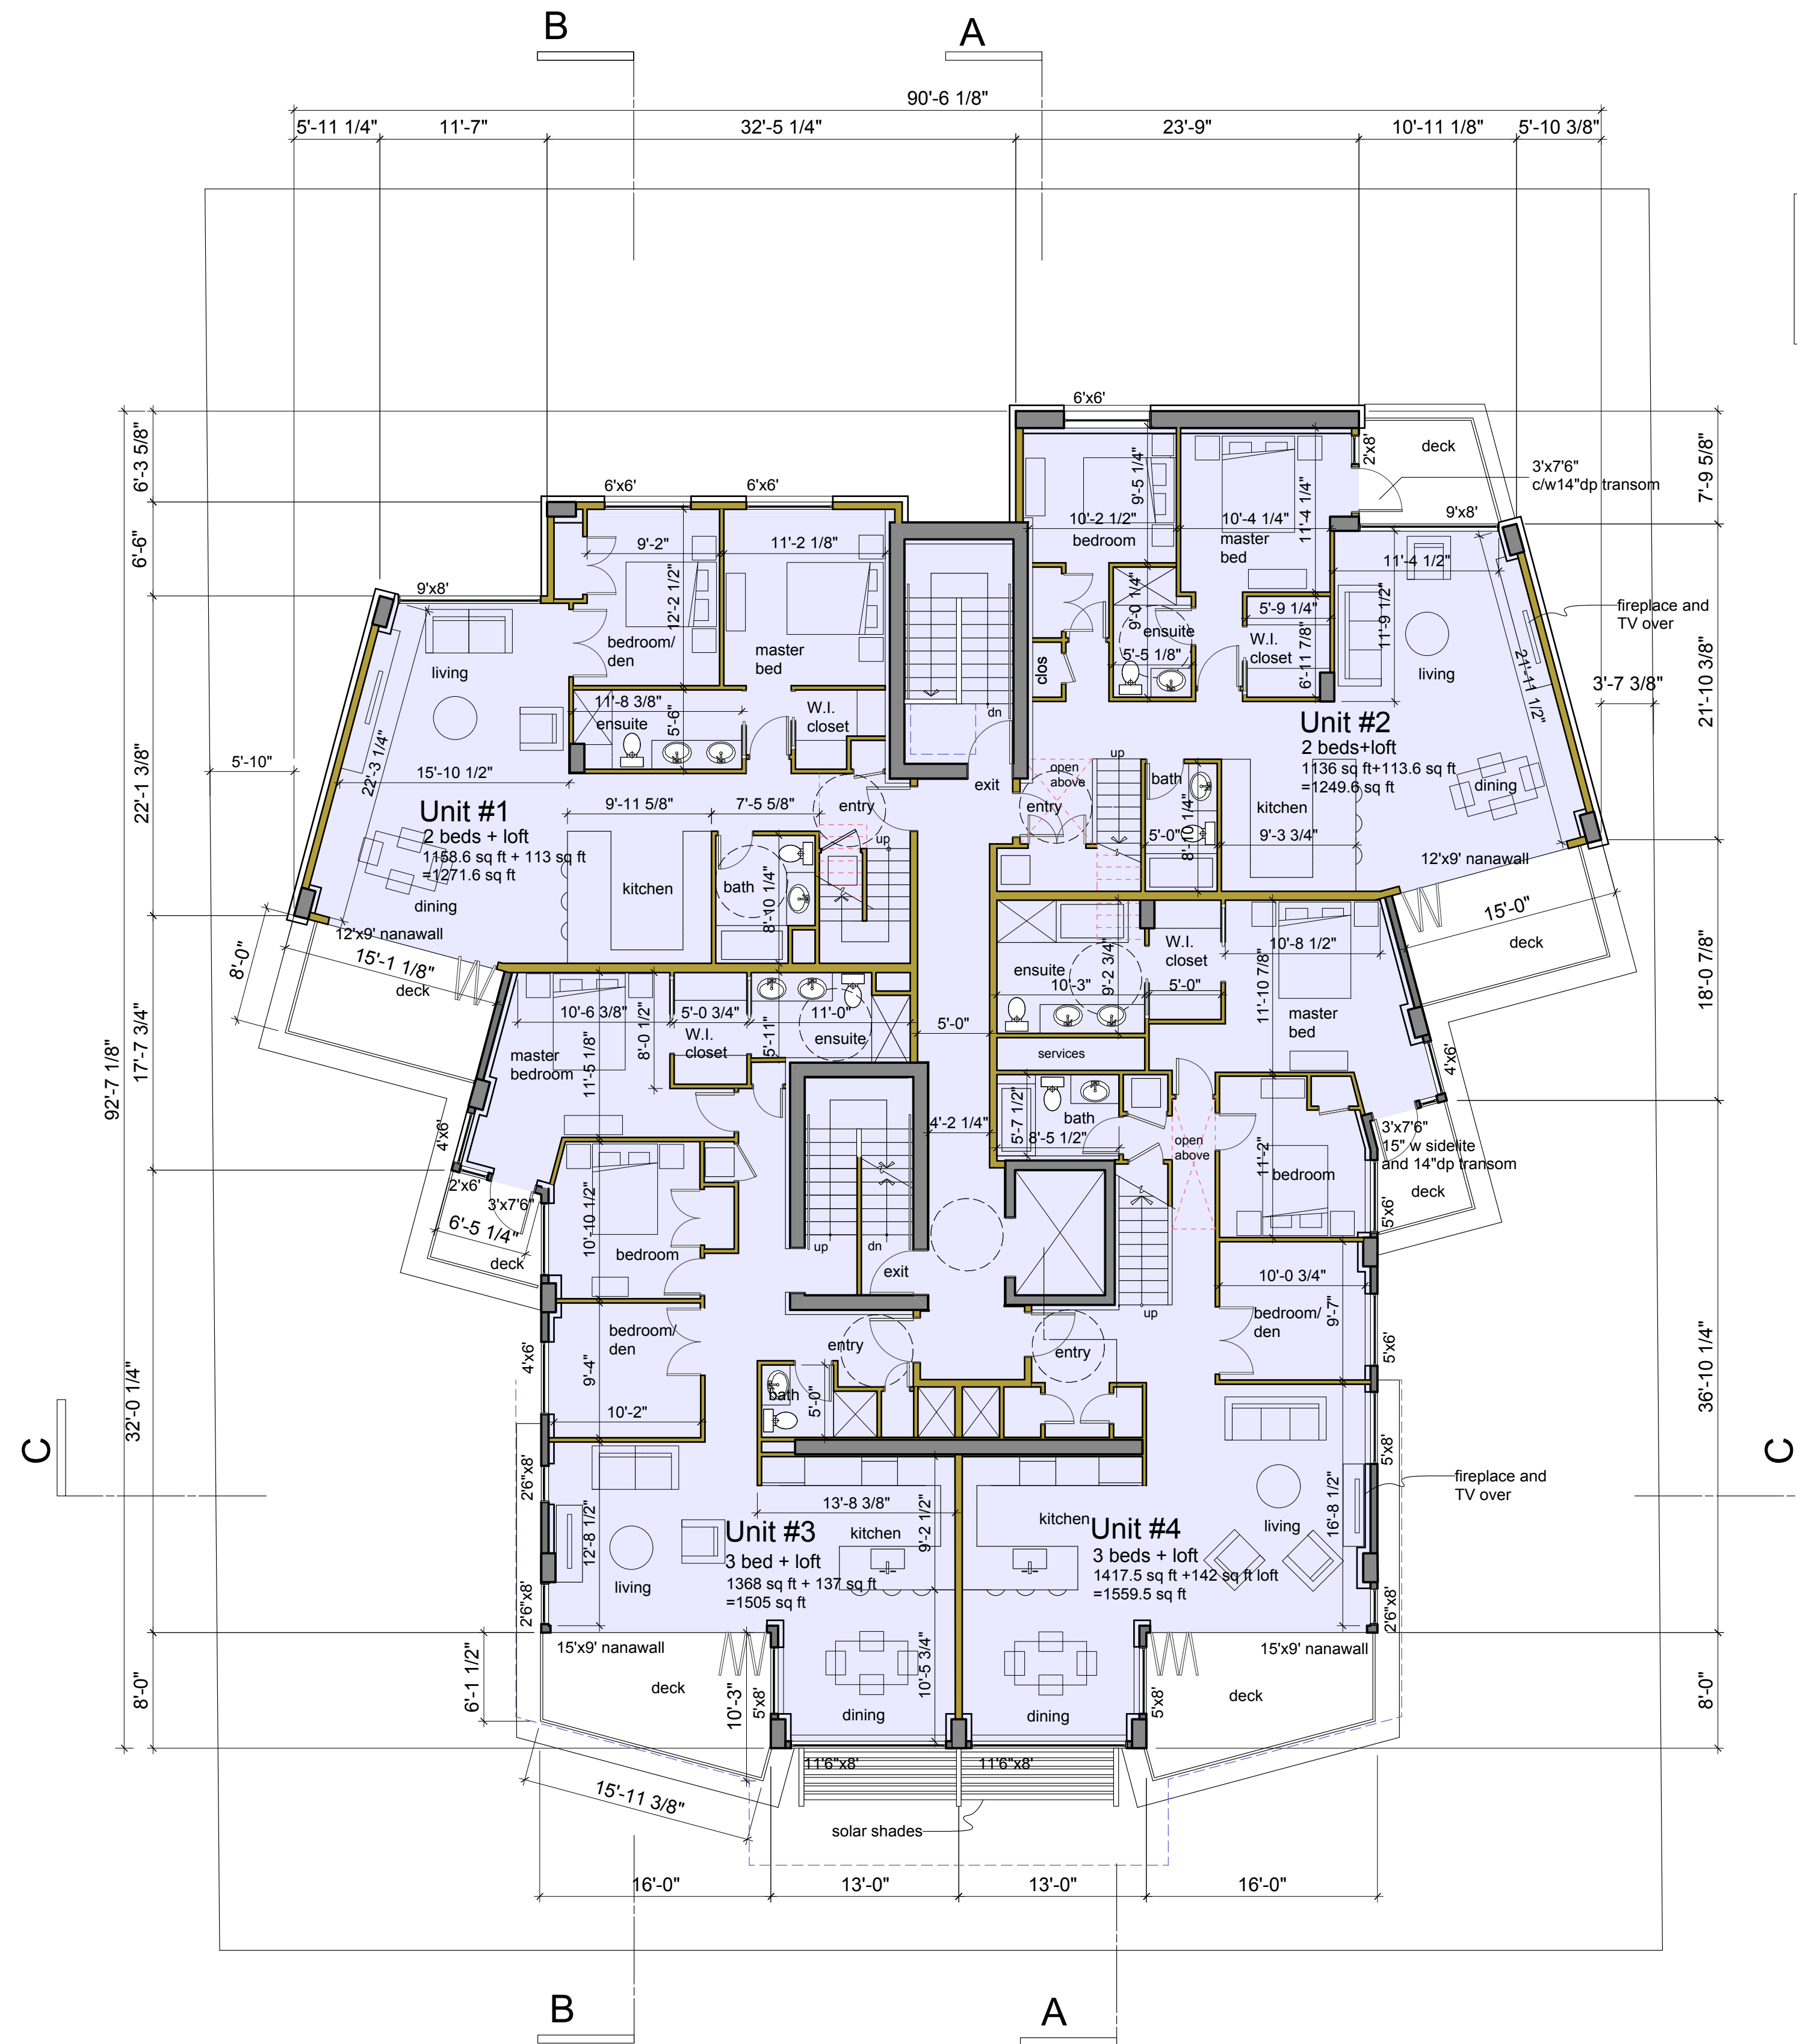 B
A
90'-6 1/8"
5'-11 1/4"
11'-7"
32'-5 1/4"
23'-9"
10'-11 1/8"
5'-10 3/8"
6'x6'
deck
3'x7'6"
c/w14"dp transom
2'x8'
9'x8'
6'-3 5/8"
7'-9 5/8"
6'x6'
6'x6'
9'-5 1/4"
11'-4 1/4"
10'-2 1/2"
bedroom
10'-4 1/4"
master
bed
9'-2"
11'-2 1/8"
6'-6"
11'-4 1/2"
9'x8'
12'-2 1/2"
9'-0 1/4"
5'-9 1/4"
11'-9 1/2"
fireplace and
TV over
bedroom/
den
master
bed
ensuite
5'-5 1/8"
W.I.
closet
6'-11 7/8"
clos
living
living
21'-11 1/2"
21'-10 3/8"
3'-7 3/8"
11'-8 3/8"
ensuite
5'-6"
W.I.
closet
dn
Unit #2
2 beds+loft
1136 sq ft+113.6 sq ft
=1249.6 sq ft
5'-10"
22'-1 3/8"
22'-3 1/4"
15'-10 1/2"
exit
up
open
above
entry
bath
kitchen
dining
5'-0"
8'-10 1/4"
9'-3 3/4"
12'x9' nanawall
Unit #1
2 beds + loft
1158.6 sq ft + 113 sq ft
=1271.6 sq ft
9'-11 5/8"
7'-5 5/8"
entry
up
kitchen
bath
8'-10 1/4"
dining
12'x9' nanawall
8'-0"
15'-1 1/8"
deck
15'-0"
deck
W.I.
closet
10'-8 1/2"
ensuite
9'-2 3/4"
10'-3"
5'-0"
11'-10 7/8"
master
bed
18'-0 7/8"
10'-6 3/8"
5'-0 3/4"
11'-0"
8'-0 1/2"
W.I.
closet
5'-11"
ensuite
5'-0"
master
bedroom
11'-5 1/8"
services
4'x6'
92'-7 1/8"
17'-7 3/4"
4'x6'
4'-2 1/4"
5'-7 1/2"
bath
8'-5 1/2"
open
above
11'-2"
bedroom
3'x7'6"
15" w sidelite
and 14"dp transom
deck
5'x6'
2'x6'
3'x7'6"
6'-5 1/4"
deck
10'-10 1/2"
bedroom
up
dn
exit
up
10'-0 3/4"
bedroom/
den
9'-7"
5'x6'
36'-10 1/4"
32'-0 1/4"
4'x6'
bedroom/
den
9'-4"
10'-2"
entry
entry
bath
5'-0"
C
C
2'6"x8'
5'x8'
fireplace and
TV over
13'-8 3/8"
kitchen
9'-2 1/2"
12'-8 1/2"
living
Unit #3
3 bed + loft
1368 sq ft + 137 sq ft
=1505 sq ft
kitchen
Unit #4
3 beds + loft
1417.5 sq ft +142 sq ft loft
=1559.5 sq ft
living
16'-8 1/2"
2'6"x8'
2'6"x8'
15'x9' nanawall
15'x9' nanawall
6'-1 1/2"
8'-0"
deck
10'-3"
5'x8'
10'-5 3/4"
dining
dining
5'x8'
deck
8'-0"
11'6"x8'
11'6"x8'
15'-11 3/8"
solar shades
16'-0"
13'-0"
13'-0"
16'-0"
B
A